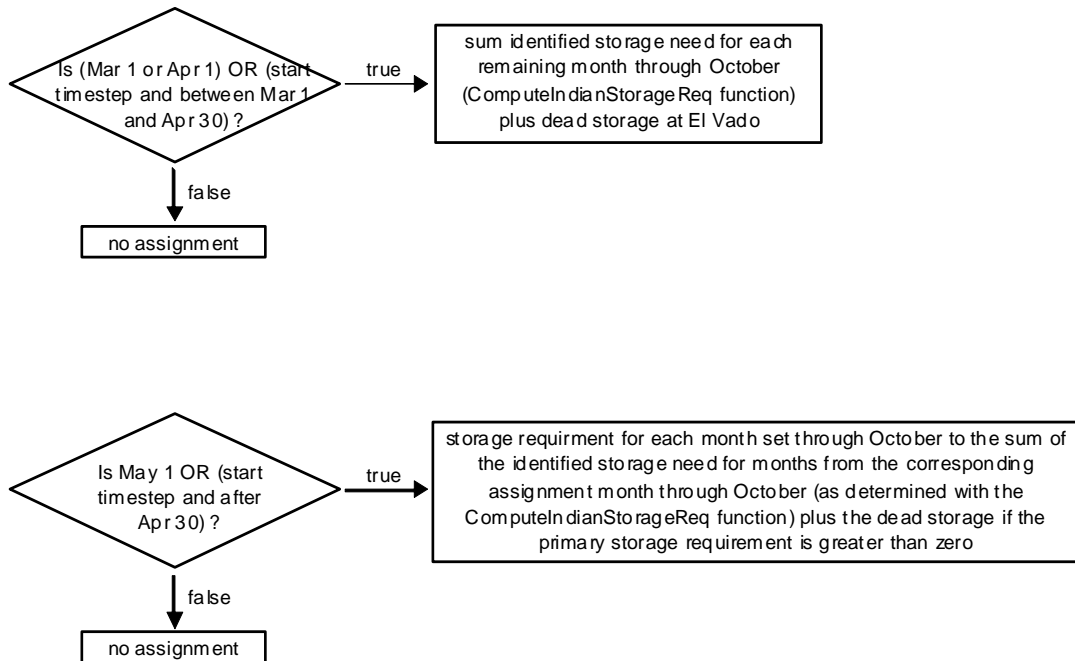 Is (Mar 1 or Apr 1) OR (start
timestep and between Mar 1
and Apr 30) ?
true
sum identified storage need for each
remaining month through October
(ComputeIndianStorageReq function)
plus dead storage at El Vado
false
no assignment
Is May 1 OR (start
timestep and after
Apr 30) ?
true
storage requirment for each month set through October to the sum of
the identified storage need for months from the corresponding
assignment month through October (as determined with the
ComputeIndianStorageReq function) plus the dead storage if the
primary storage requirement is greater than zero
false
no assignment